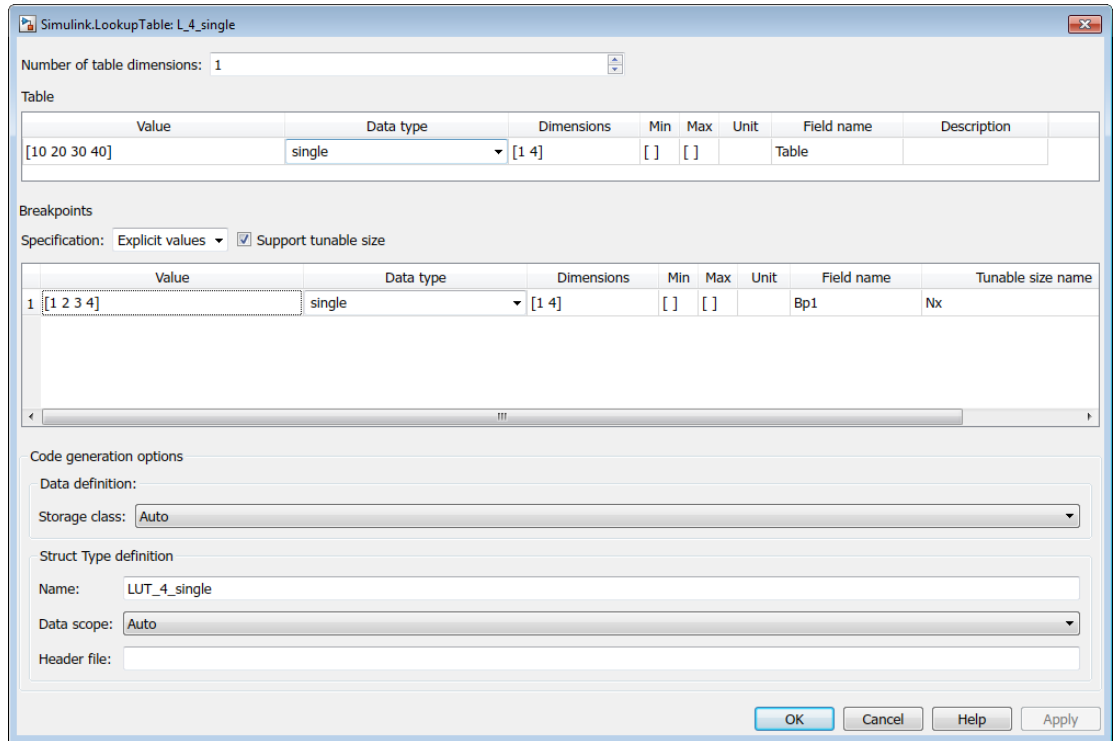 Simulink.LookupTable: L_4_single
Number of table dimensions: 1
Table
Value Data type Dimensions Min Max Unit Field name Description
[10 20 30 40] single [1 4] [ ] [ ] Table
Breakpoints
Specification: Explicit values Support tunable size
Value Data type Dimensions Min Max Unit Field name Tunable size name
1 [1 2 3 4] single [1 4] [ ] [ ] Bp1 Nx
Code generation options
Data definition:
Storage class: Auto
Struct Type definition
Name: LUT_4_single
Data scope: Auto
Header file:
OK Cancel Help Apply